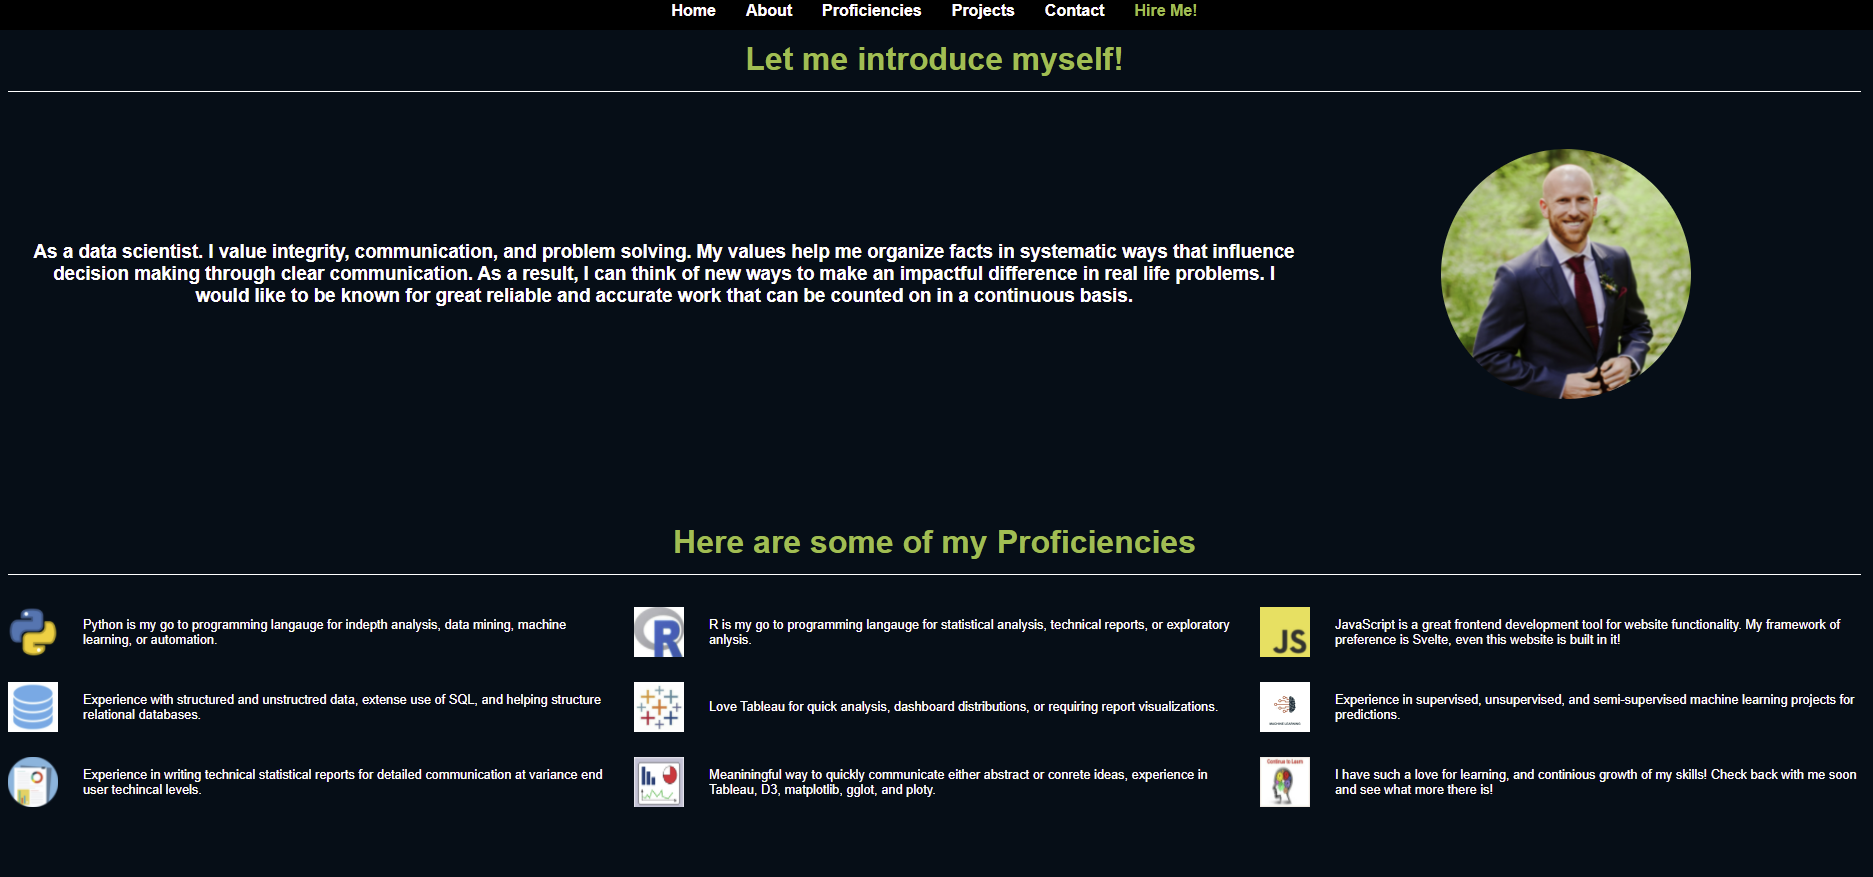 Home About Proficiencies Projects Contact Hire Me!
Let me introduce myself!
As a data scientist. I value integrity, communication, and problem solving. My values help me organize facts in systematic ways that influence
decision making through clear communication. As a result, I can think of new ways to make an impactful difference in real life problems. I
would like to be known for great reliable and accurate work that can be counted on in a continuous basis.
Here are some of my Proficiencies
Python is my go to programming langauge for indepth analysis, data mining, machine
learning, or automation.
R
R is my go to programming langauge for statistical analysis, technical reports, or exploratory
anlysis.
JS
JavaScript is a great frontend development tool for website functionality. My framework of
preference is Svelte, even this website is built in it!
Experience with structured and unstructred data, extense use of SQL, and helping structure
relational databases.
Love Tableau for quick analysis, dashboard distributions, or requiring report visualizations.
MACHINE LEARNING
Experience in supervised, unsupervised, and semi-supervised machine learning projects for
predictions.
Experience in writing technical statistical reports for detailed communication at variance end
user techincal levels.
Meaniningful way to quickly communicate either abstract or conrete ideas, experience in
Tableau, D3, matplotlib, gglot, and ploty.
Continue to Learn
I have such a love for learning, and continious growth of my skills! Check back with me soon
and see what more there is!